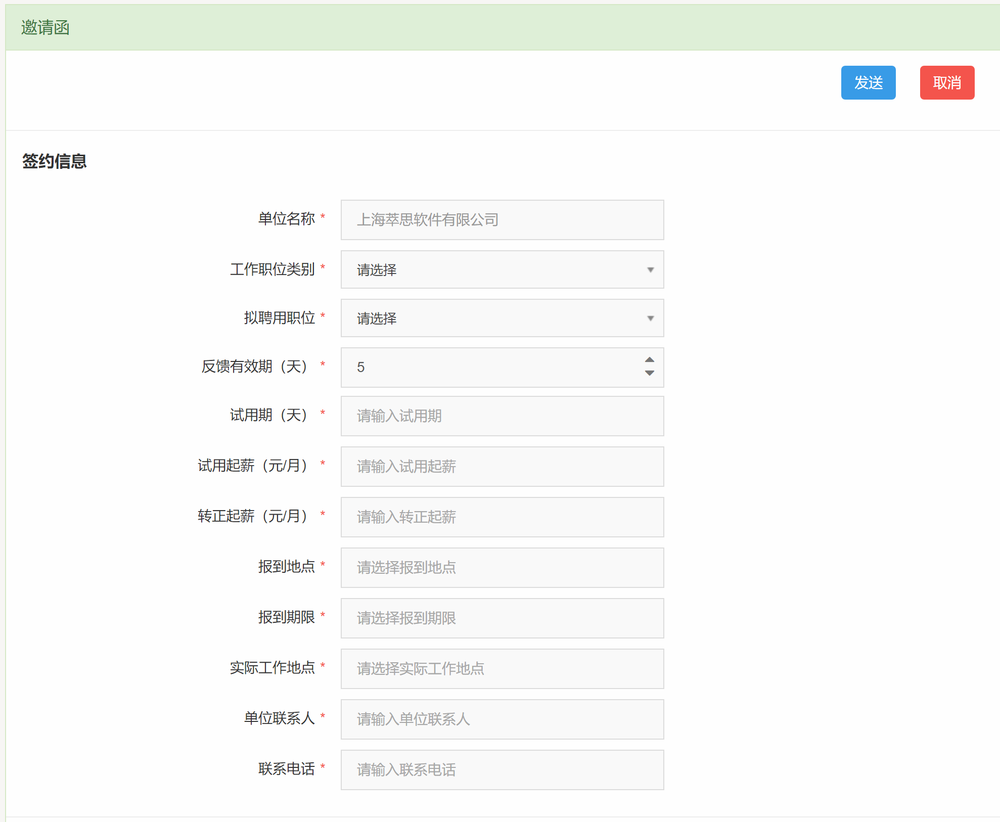 邀请函
发送 取消
签约信息
单位名称 * 上海萃思软件有限公司
工作职位类别 * 请选择
拟聘用职位 * 请选择
反馈有效期（天） * 5
试用期（天） * 请输入试用期
试用起薪（元/月） * 请输入试用起薪
转正起薪（元/月） * 请输入转正起薪
报到地点 * 请选择报到地点
报到期限 * 请选择报到期限
实际工作地点 * 请选择实际工作地点
单位联系人 * 请输入单位联系人
联系电话 * 请输入联系电话